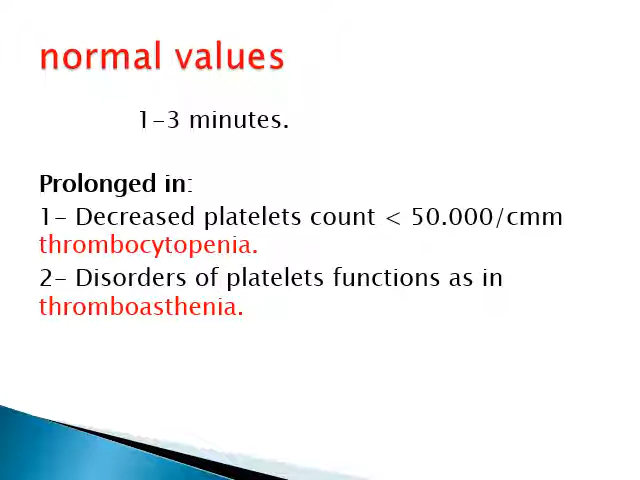 normal values
1-3 minutes.
Prolonged in:
1- Decreased platelets count < 50.000/cmm
thrombocytopenia.
2- Disorders of platelets functions as in
thromboasthenia.